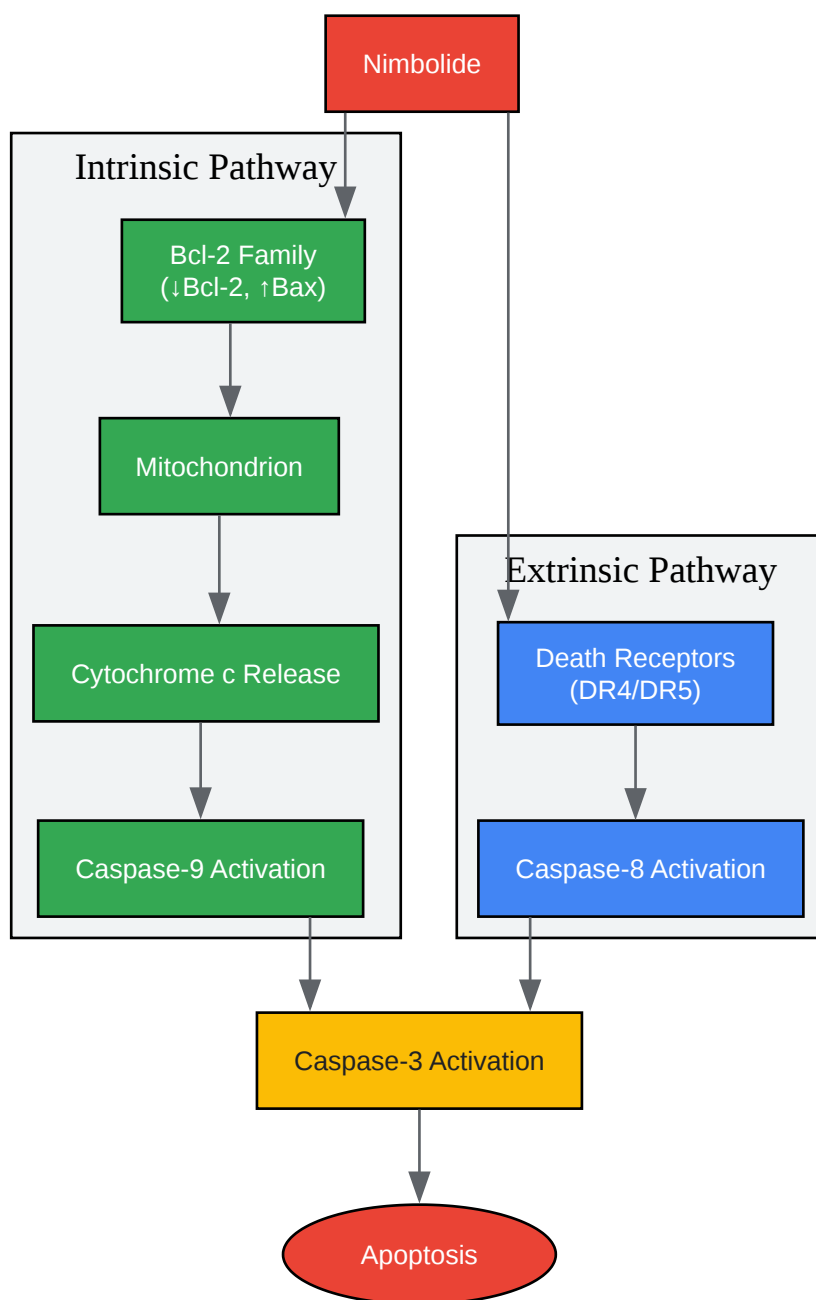 Nimbolide
Intrinsic Pathway
Bcl-2 Family
(↓Bcl-2, ↑Bax)
Mitochondrion
Cytochrome c Release
Caspase-9 Activation
Extrinsic Pathway
Death Receptors
(DR4/DR5)
Caspase-8 Activation
Caspase-3 Activation
Apoptosis